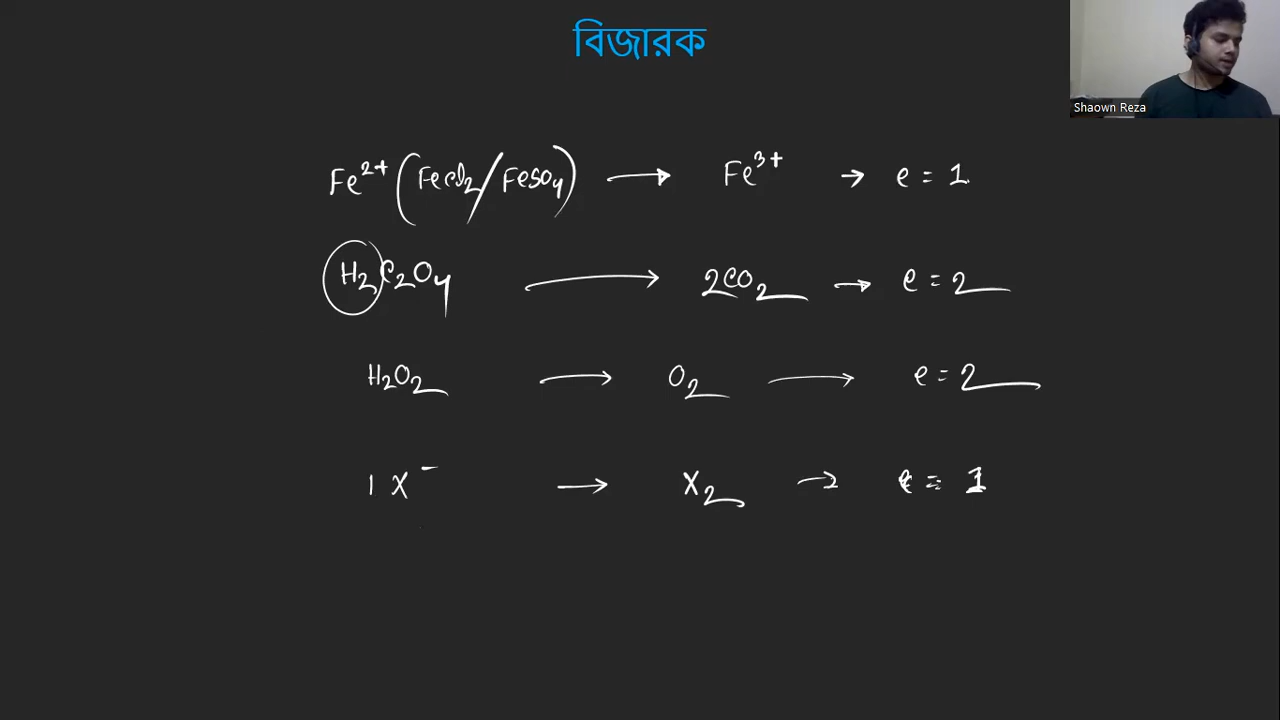 বিজারক
Shaown Reza
Fe²⁺ (FeCl₂/FeSO₄) → Fe³⁺ → e = 1
H₂C₂O₄ → 2CO₂ → e = 2
H₂O₂ → O₂ → e = 2
1 X⁻ → X₂ → e = 1